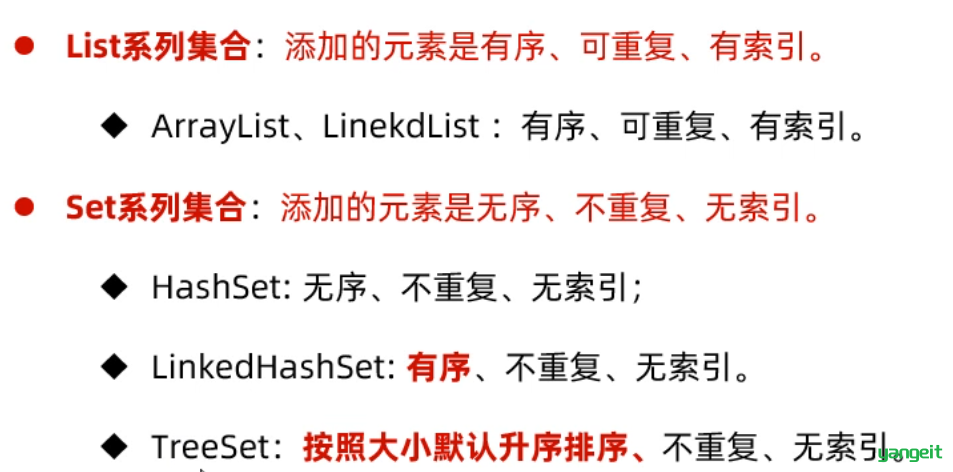 List系列集合：添加的元素是有序、可重复、有索引。
ArrayList、LinekdList ：有序、可重复、有索引。
Set系列集合：添加的元素是无序、不重复、无索引。
HashSet: 无序、不重复、无索引；
LinkedHashSet: 有序、不重复、无索引。
TreeSet：按照大小默认升序排序、不重复、无索引。
yangeit